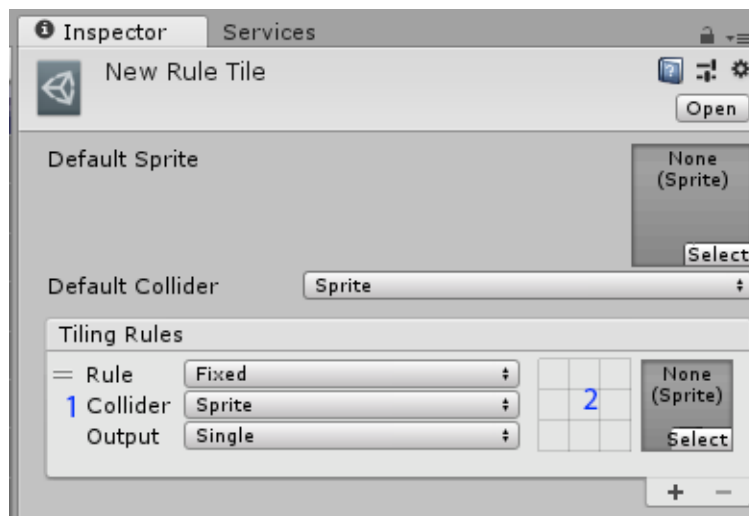 Inspector Services
New Rule Tile
Open
Default Sprite
None
(Sprite)
Select
Default Collider Sprite
Tiling Rules
Rule Fixed
1 Collider Sprite
Output Single
2
None
(Sprite)
Select
+ −